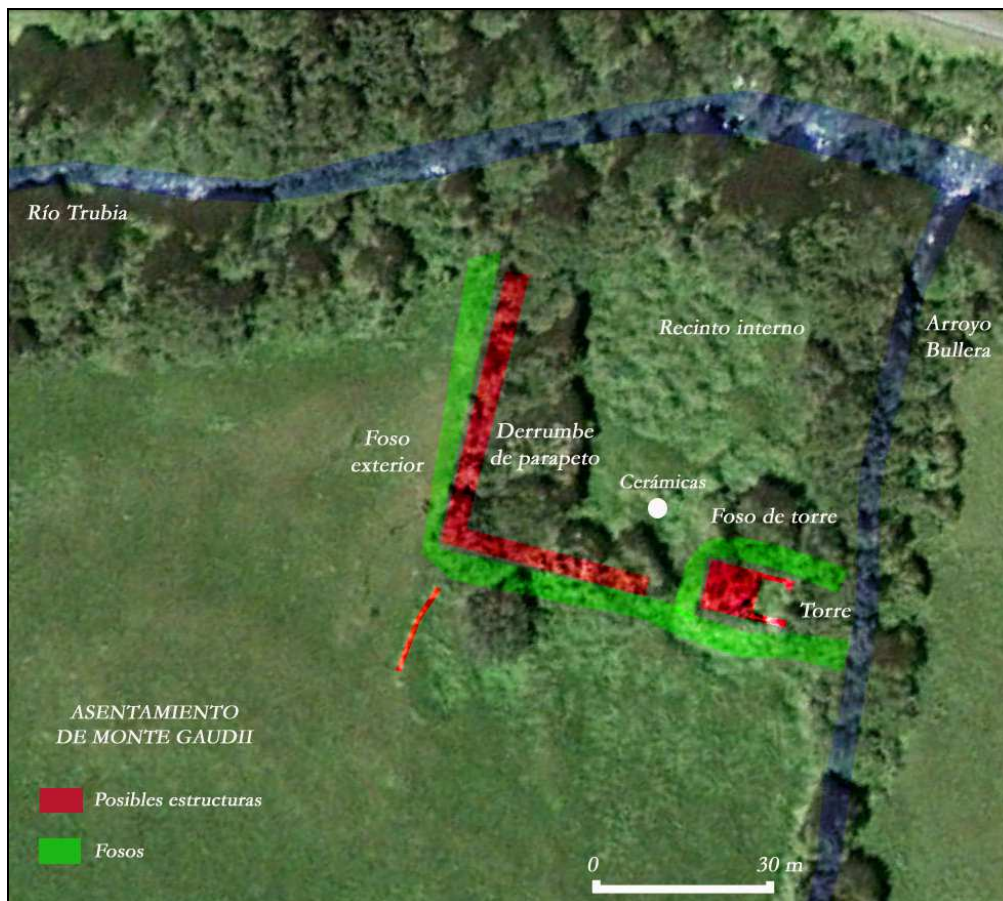 Río Trubia
Recinto interno
Arroyo
Bullera
Foso
exterior
Derrumbe
de parapeto
Cerámicas
Foso de torre
Torre
ASENTAMIENTO
DE MONTE GAUDII
Posibles estructuras
Fosos
0 30 m